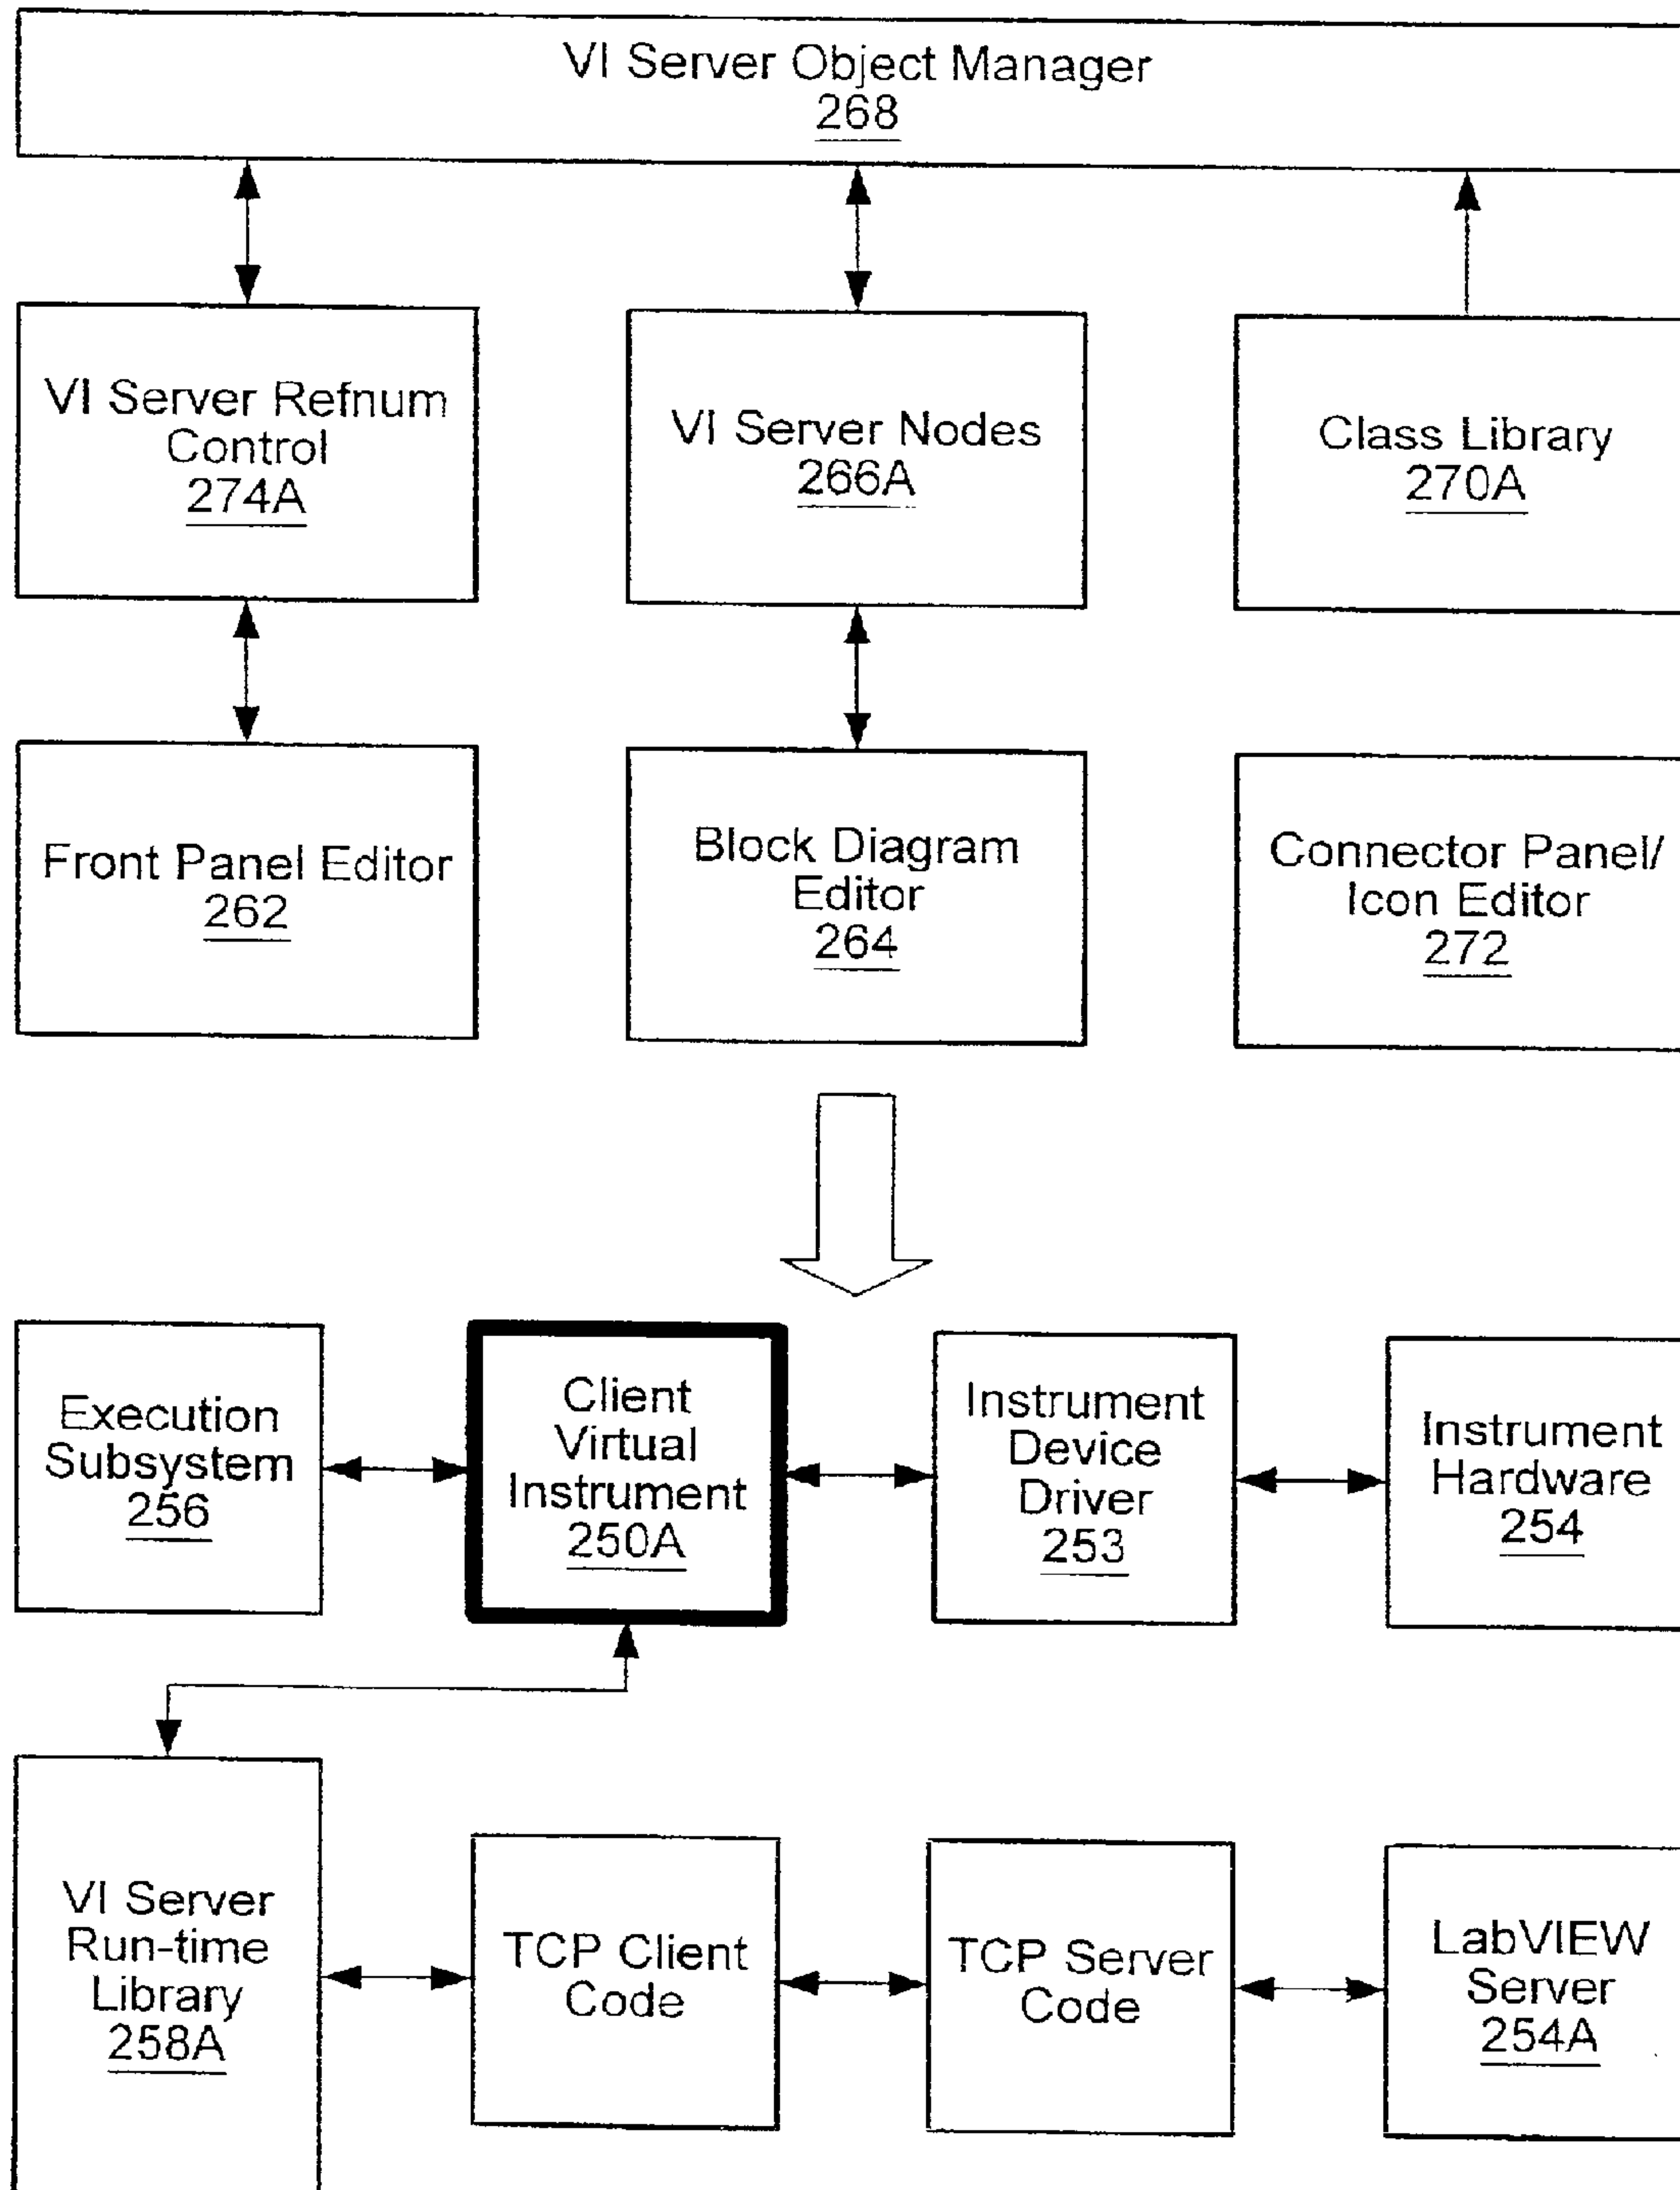 VI Server Object Manager
268
VI Server Refnum
Control
274A
VI Server Nodes
266A
Class Library
270A
Front Panel Editor
262
Block Diagram
Editor
264
Connector Panel/
Icon Editor
272
Execution
Subsystem
256
Client
Virtual
Instrument
250A
Instrument
Device
Driver
253
Instrument
Hardware
254
VI Server
Run-time
Library
258A
TCP Client
Code
TCP Server
Code
LabVIEW
Server
254A